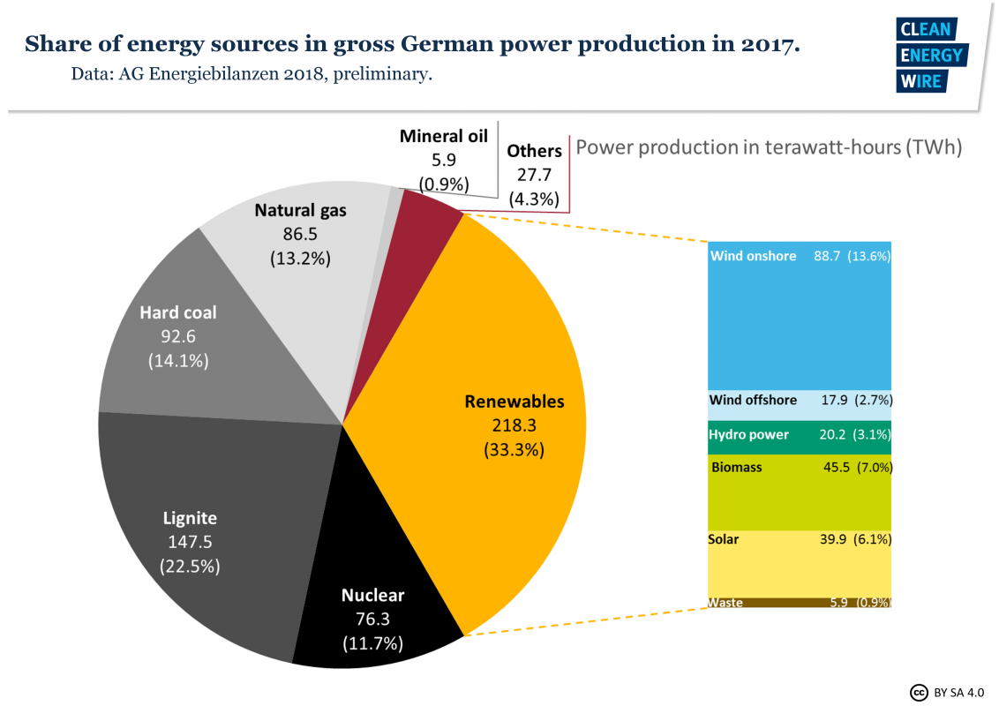 Share of energy sources in gross German power production in 2017.
Data: AG Energiebilanzen 2018, preliminary.
CLEAN
ENERGY
WIRE
Power production in terawatt-hours (TWh)
Mineral oil
5.9
(0.9%)
Others
27.7
(4.3%)
Natural gas
86.5
(13.2%)
Hard coal
92.6
(14.1%)
Lignite
147.5
(22.5%)
Nuclear
76.3
(11.7%)
Renewables
218.3
(33.3%)
Wind onshore 88.7 (13.6%)
Wind offshore 17.9 (2.7%)
Hydro power 20.2 (3.1%)
Biomass 45.5 (7.0%)
Solar 39.9 (6.1%)
Waste 5.9 (0.9%)
cc BY SA 4.0